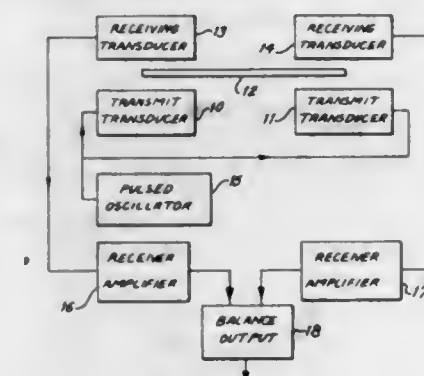 RECEIVING
TRANSDUCER
13
14
RECEIVING
TRANSDUCER
12
TRANSMIT
TRANSDUCER
10
11
TRANSMIT
TRANSDUCER
PULSED
OSCILLATOR
15
RECEIVER
AMPLIFIER
16
RECEIVER
AMPLIFIER
17
BALANCE
OUTPUT
18